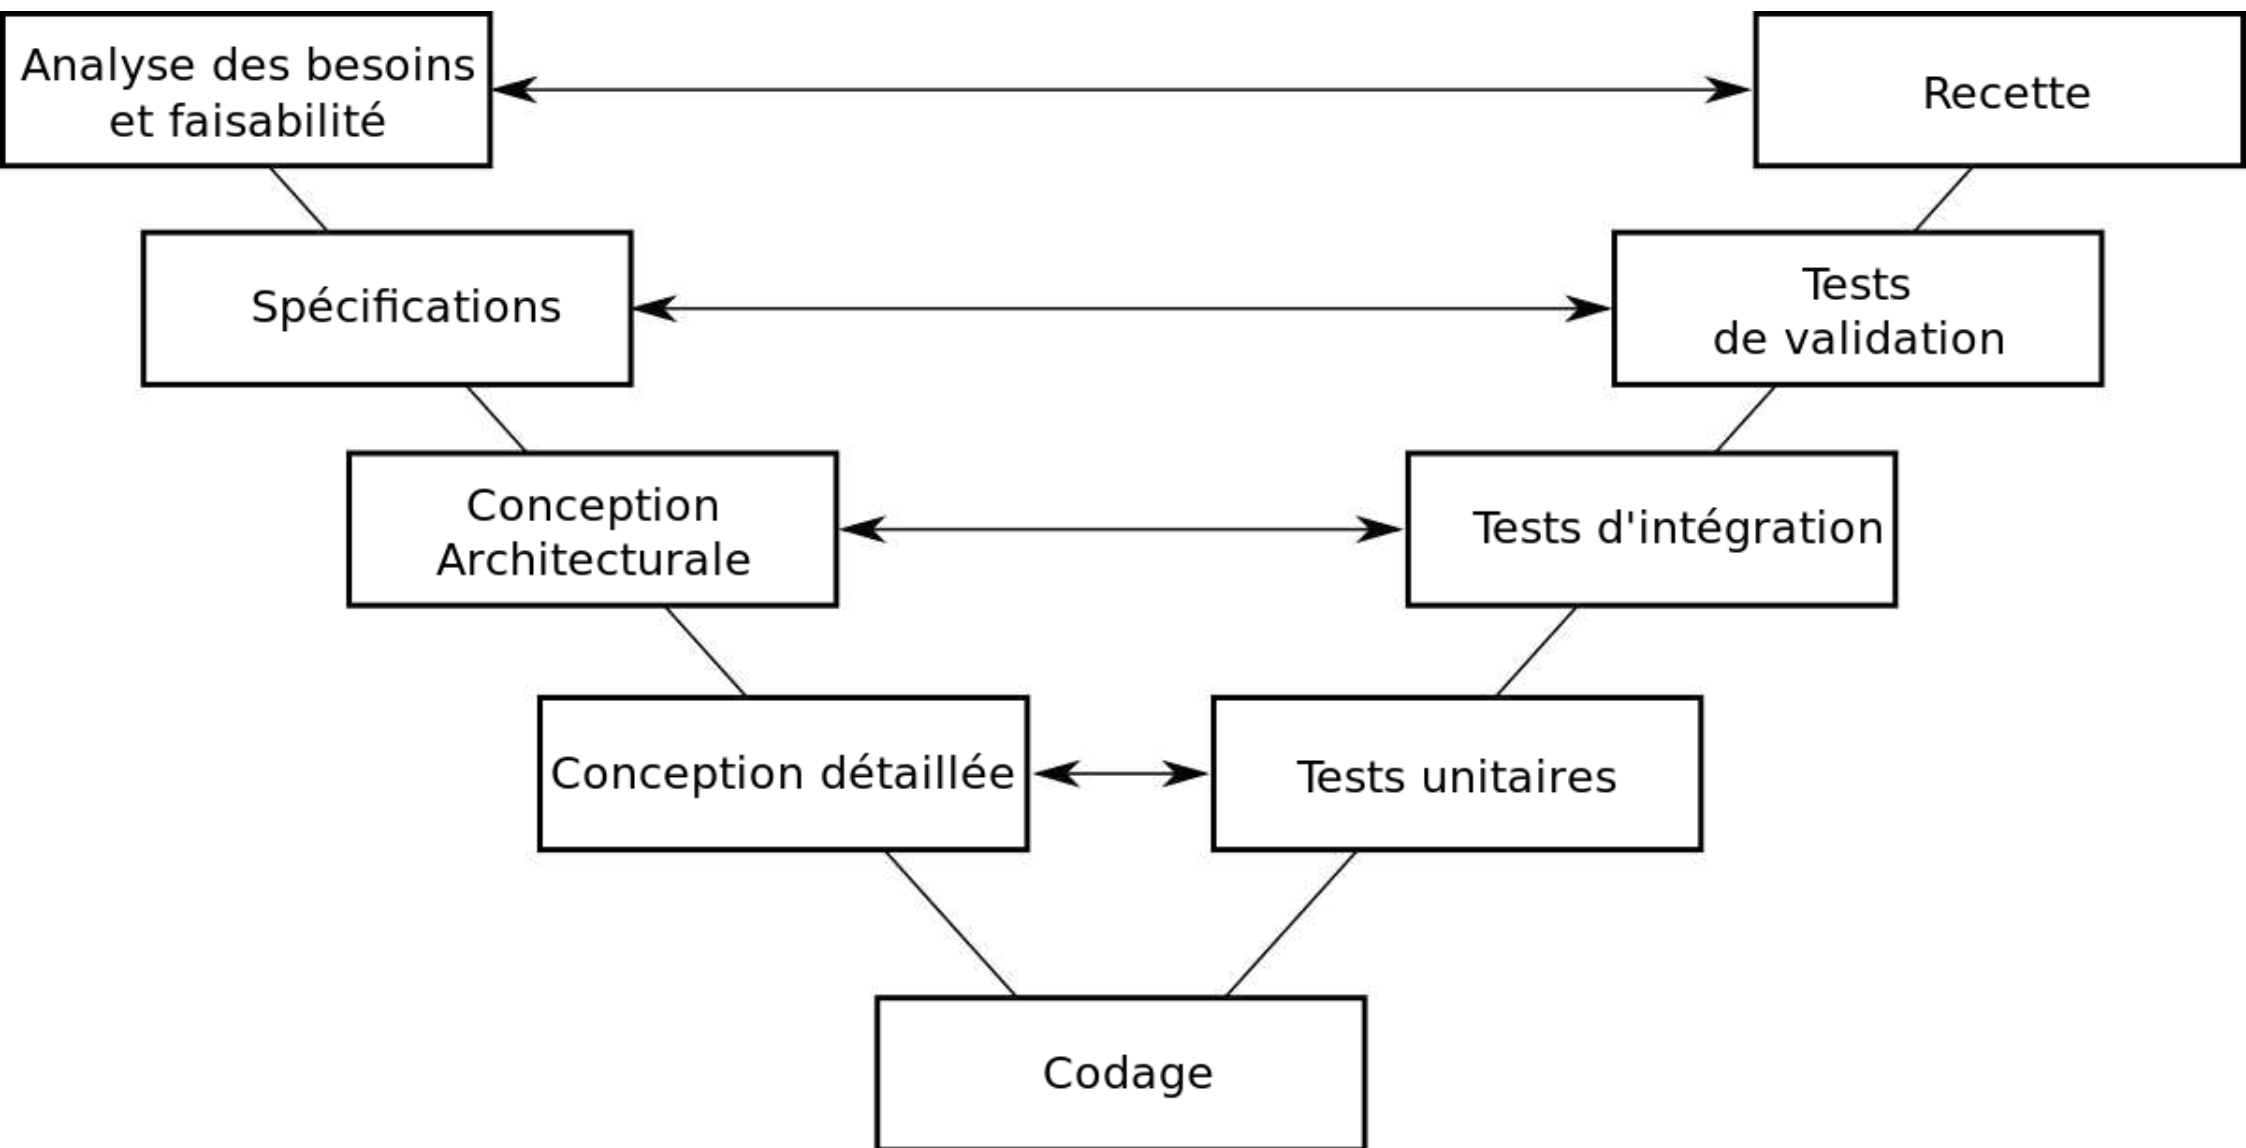 Analyse des besoins
et faisabilité
Recette
Spécifications
Tests
de validation
Conception
Architecturale
Tests d'intégration
Conception détaillée
Tests unitaires
Codage